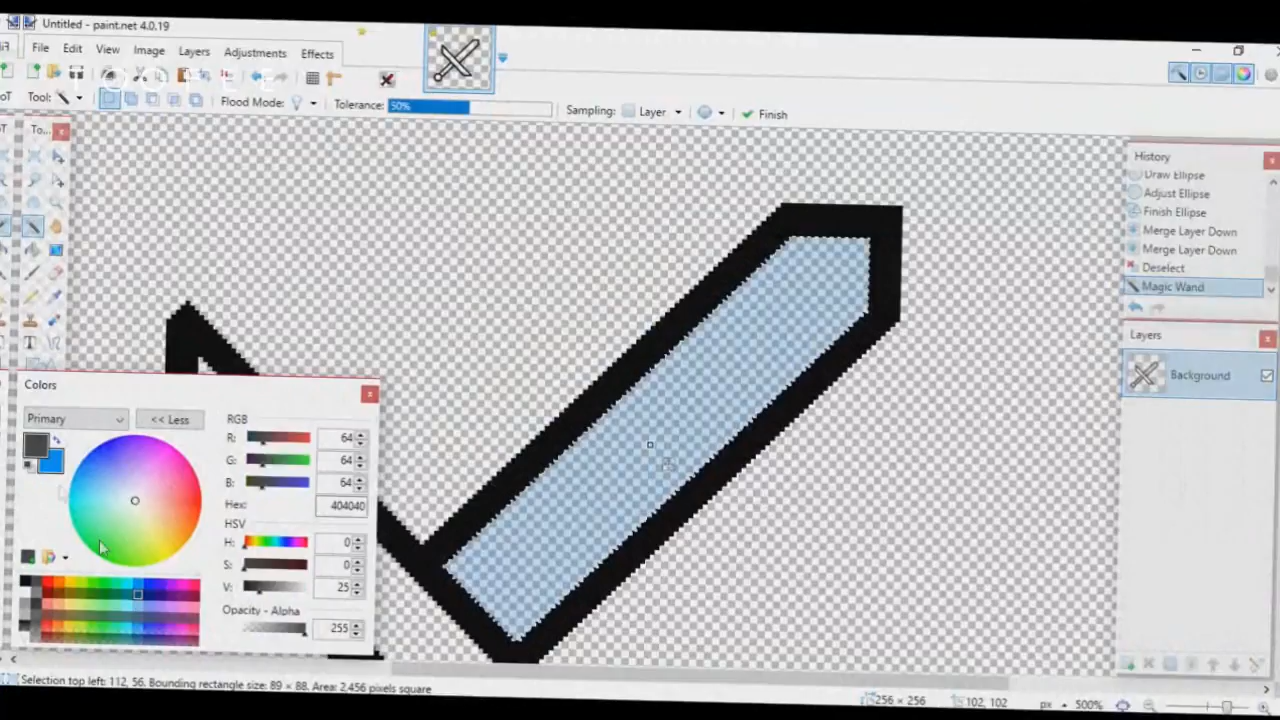 Untitled - paint.net 4.0.19
File Edit View Image Layers Adjustments Effects
Tool: Flood Mode: Tolerance: 50% Sampling: Layer Finish
To...
History
Draw Ellipse
Adjust Ellipse
Finish Ellipse
Merge Layer Down
Merge Layer Down
Deselect
Magic Wand
Layers
Background
Colors
Primary << Less RGB
R: 64
G: 64
B: 64
Hex: 404040
HSV
H: 0
S: 0
V: 25
Opacity - Alpha
255
Selection top left: 112, 56. Bounding rectangle size: 89 × 88. Area: 2,456 pixels square
256 × 256 102, 102 px 500%